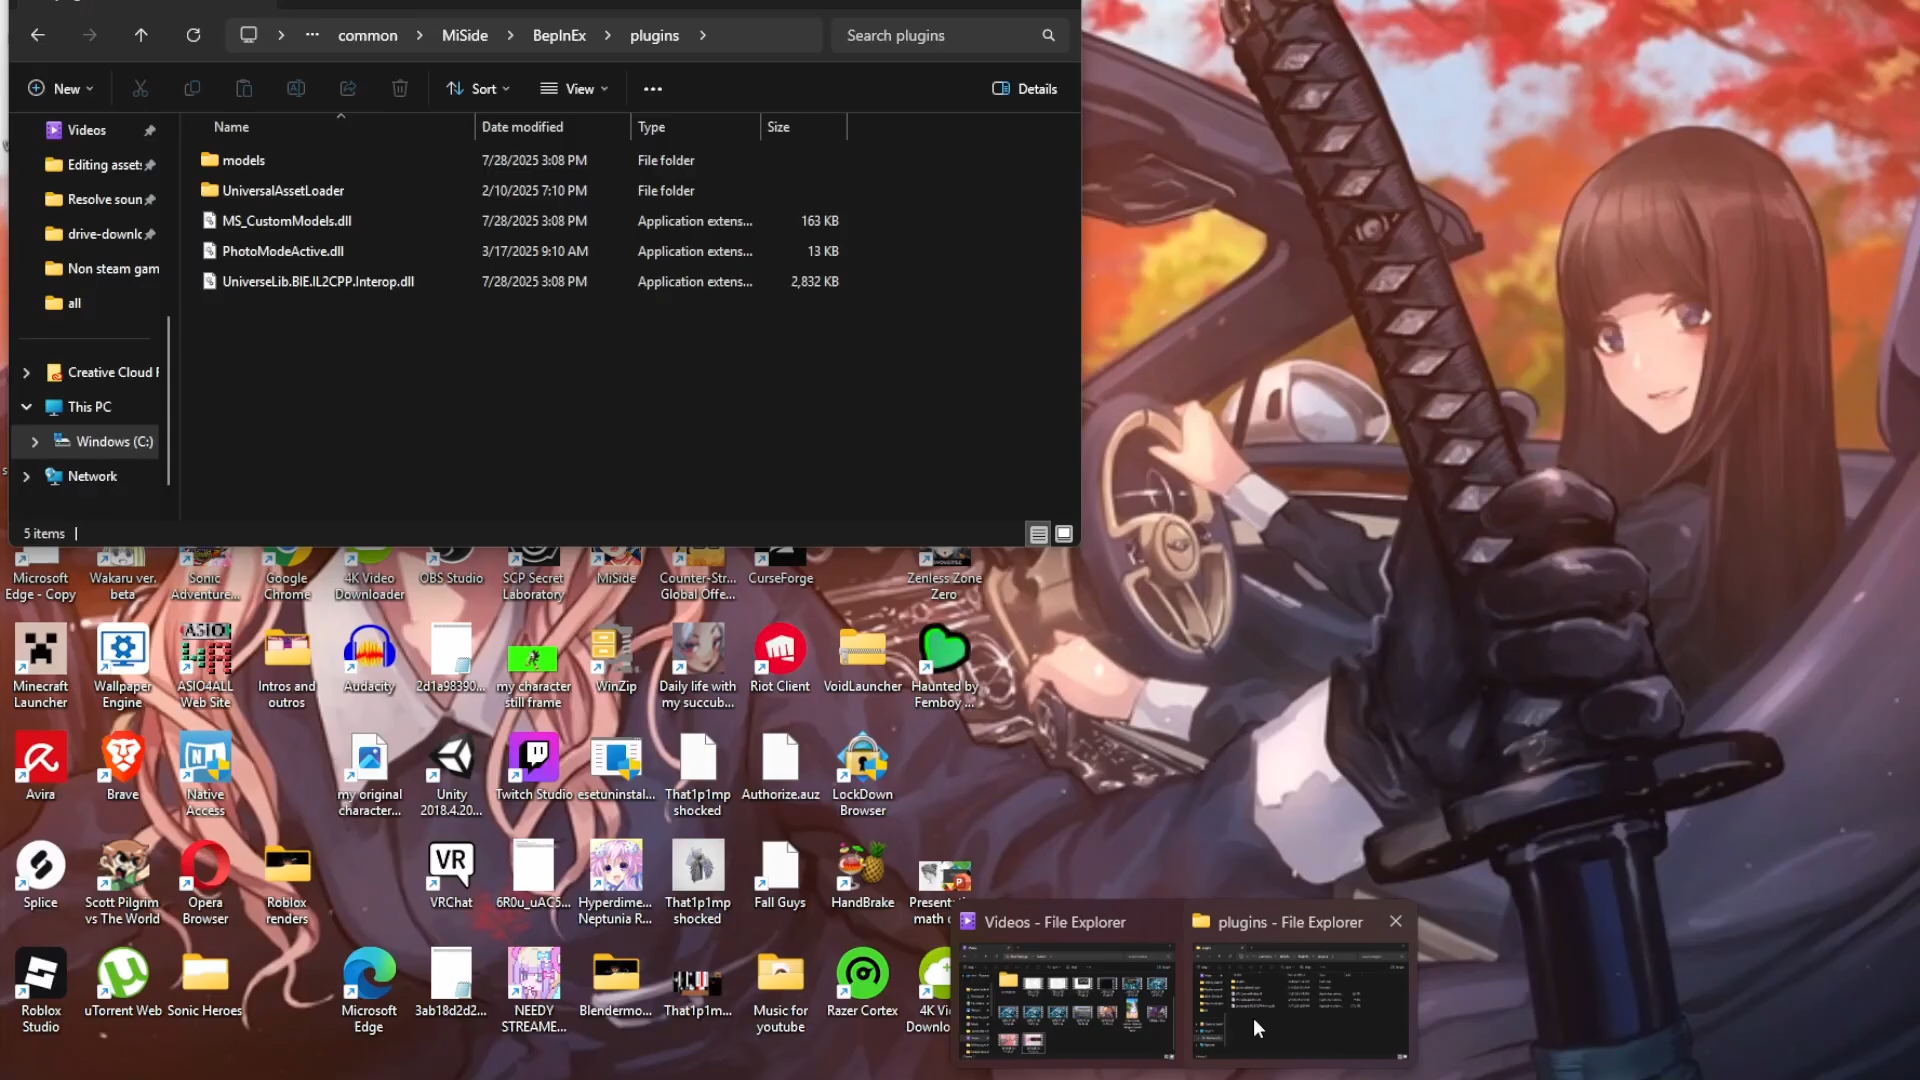 common
MiSide
BepInEx
plugins
Search plugins
New
Sort
View
Details
Name
Date modified
Type
Size
Videos
Editing asset:
Resolve soun
drive-downlc
Non steam gam
all
Creative Cloud F
This PC
Windows (C:)
Network
models 7/28/2025 3:08 PM File folder
UniversalAssetLoader 2/10/2025 7:10 PM File folder
MS_CustomModels.dll 7/28/2025 3:08 PM Application extens... 163 KB
PhotoModeActive.dll 3/17/2025 9:10 AM Application extens... 13 KB
UniverseLib.BIE.IL2CPP.Interop.dll 7/28/2025 3:08 PM Application extens... 2,832 KB
5 items
Microsoft Edge - Copy
Wakaru ver. beta
Sonic Adventure...
Google Chrome
4K Video Downloader
OBS Studio
SCP Secret Laboratory
MiSide
Counter-Str... Global Offe...
CurseForge
Zenless Zone Zero
Minecraft Launcher
Wallpaper Engine
ASIO
ASIO4ALL Web Site
Intros and outros
Audacity
2d1a98390...
my character still frame
WinZip
Daily life with my succub...
Riot Client
VoidLauncher
Haunted by Femboy ...
Avira
Brave
Native Access
my original character...
Unity 2018.4.20...
Twitch Studio
esetuninstal...
That1p1mp shocked
Authorize.auz
LockDown Browser
Splice
Scott Pilgrim vs The World
Opera Browser
Roblox renders
VR
VRChat
6R0u_uAC5...
Hyperdime... Neptunia R...
That1p1mp shocked
Fall Guys
HandBrake
Present... math
Roblox Studio
uTorrent Web
Sonic Heroes
Microsoft Edge
3ab18d2d2...
NEEDY STREAME...
Blendermo...
That1p1m...
Music for youtube
Razer Cortex
4K Vi Downlo
Videos - File Explorer
plugins - File Explorer